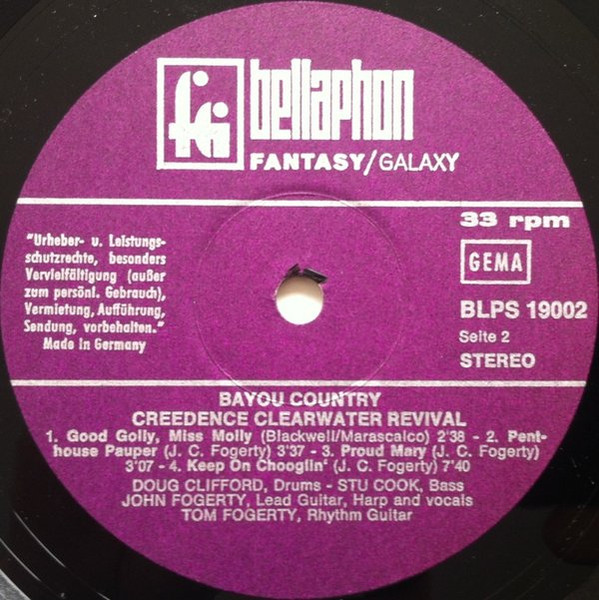 bellaphon
FANTASY/GALAXY
33 rpm
"Urheber- u. Leistungs-
schutzrechte, besonders
Vervielfältigung (außer
zum persönl. Gebrauch),
Vermietung, Aufführung,
Sendung, vorbehalten."
Made in Germany
GEMA
BLPS 19002
Seite 2
STEREO
BAYOU COUNTRY
CREEDENCE CLEARWATER REVIVAL
1. Good Golly, Miss Molly (Blackwell/Marascalco) 2'38 - 2. Pent-
house Pauper (J. C. Fogerty) 3'37 - 3. Proud Mary (J. C. Fogerty)
3'07 - 4. Keep On Chooglin' (J. C. Fogerty) 7'40
DOUG CLIFFORD, Drums - STU COOK, Bass
JOHN FOGERTY, Lead Guitar, Harp and vocals
TOM FOGERTY, Rhythm Guitar